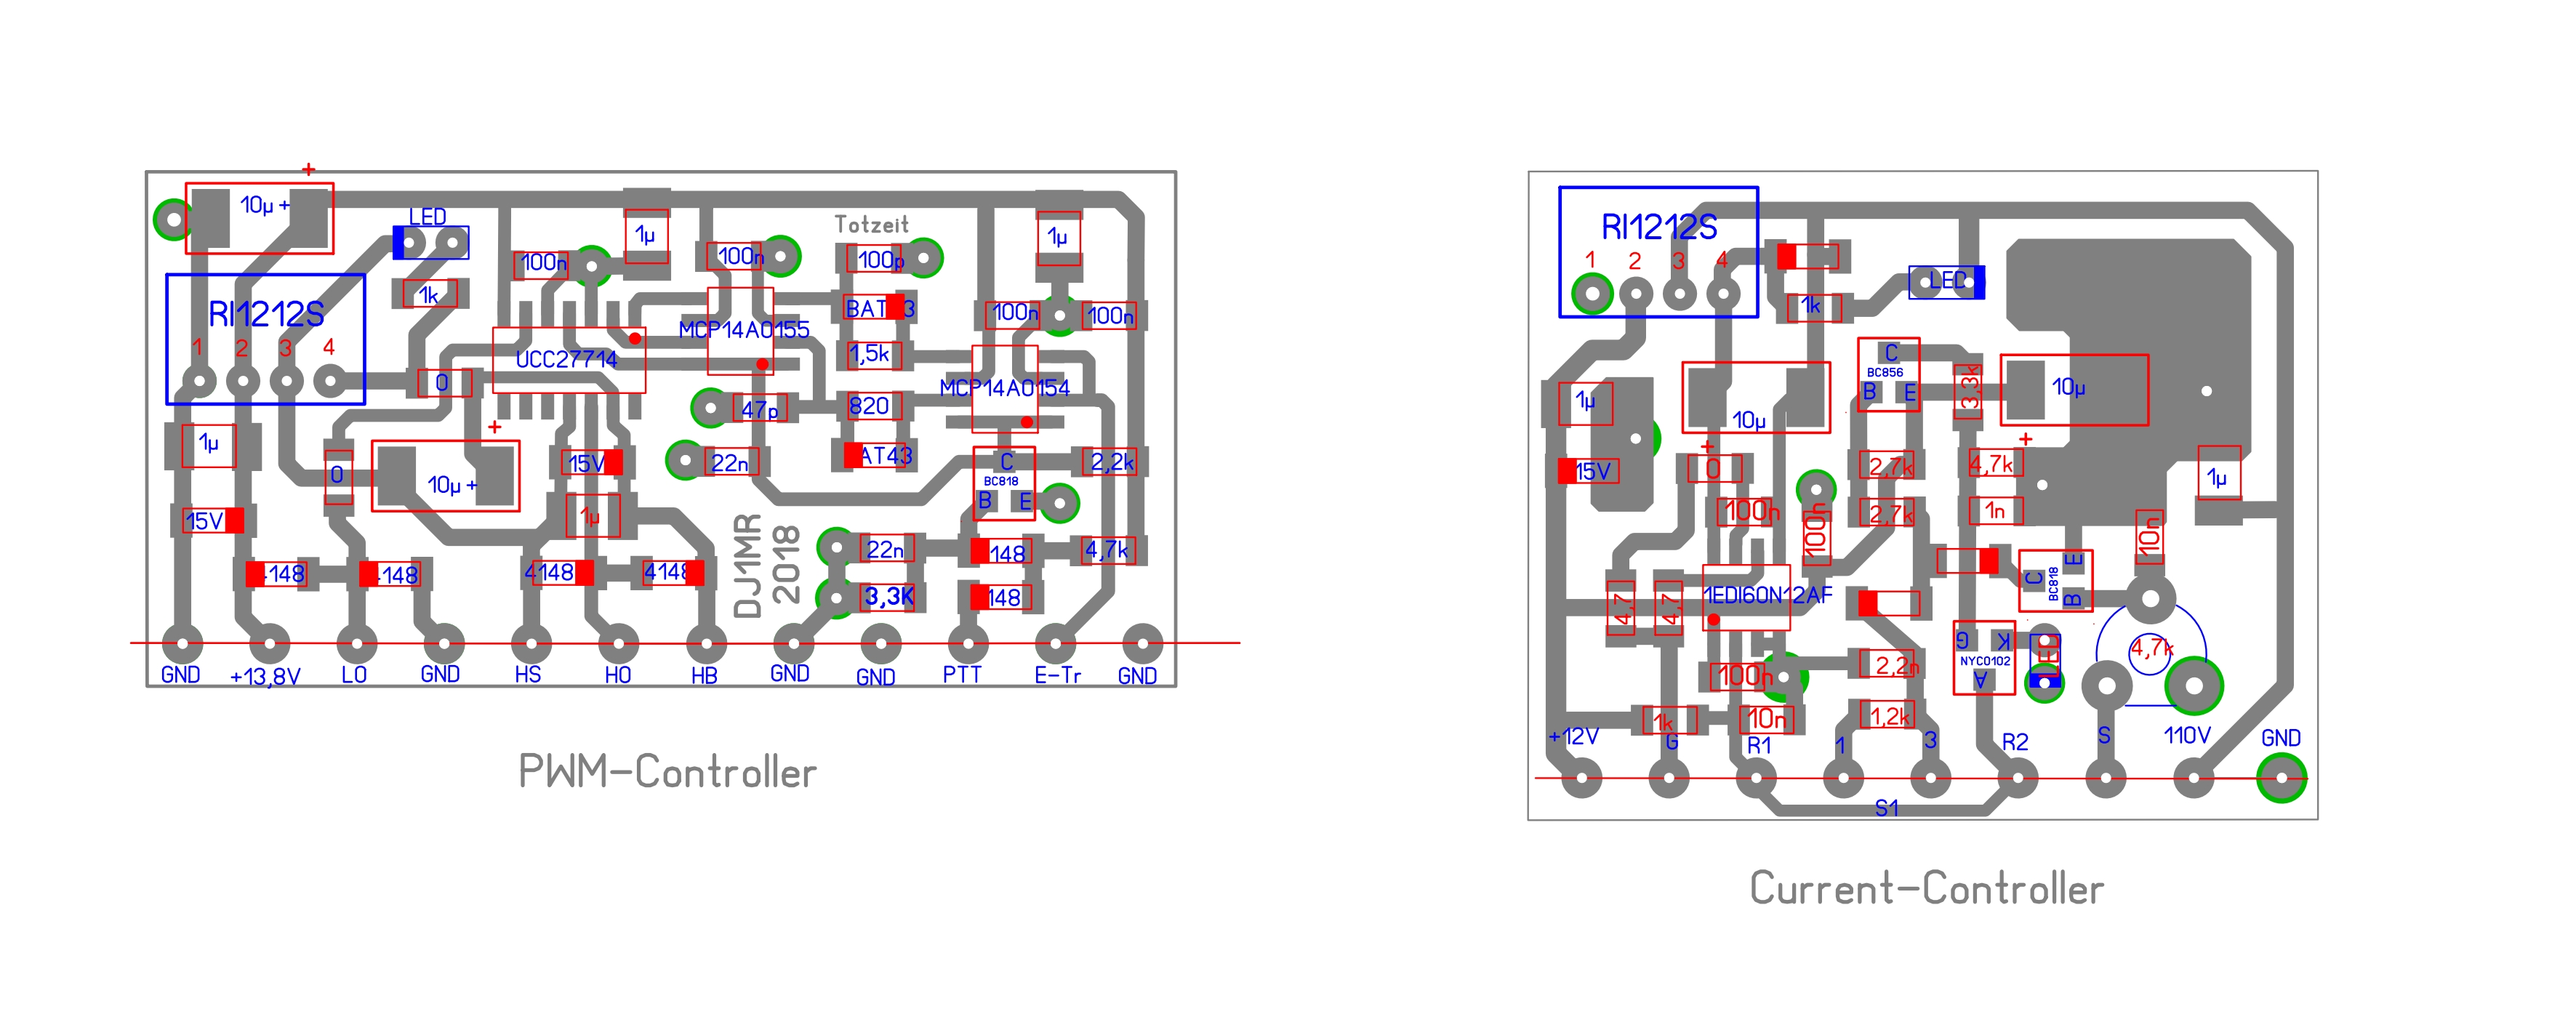 +
10µ +
LED
1µ
Totzeit
1µ
100n
100n
100p
1k
RI1212S
BAT43
100n
100n
MCP14A0155
1 2 3 4
UCC27714
1,5k
MCP14A0154
0
47p
820
+
1µ
15V
22n
BAT43
C
2,2k
0
10µ +
BC818
B
E
15V
1µ
DJ1MR
2018
22n
148
4,7k
4148
4148
4148
4148
3,3K
148
GND
+13,8V
LO
GND
HS
HO
HB
GND
GND
PTT
E-Tr
GND
PWM-Controller
RI1212S
1 2 3 4
LED
1k
C
BC856
B
E
1µ
3,3k
10µ
10µ
+
+
15V
0
2,7k
4,7k
1µ
100n
2,7k
1n
100n
10n
E
C
BC818
B
4,7
4,7
1EDI60N12AF
G
K
NYC0102
A
LED
4,7k
100n
2,2n
1k
10n
1,2k
+12V
G
R1
1
3
R2
S
110V
GND
S1
Current-Controller